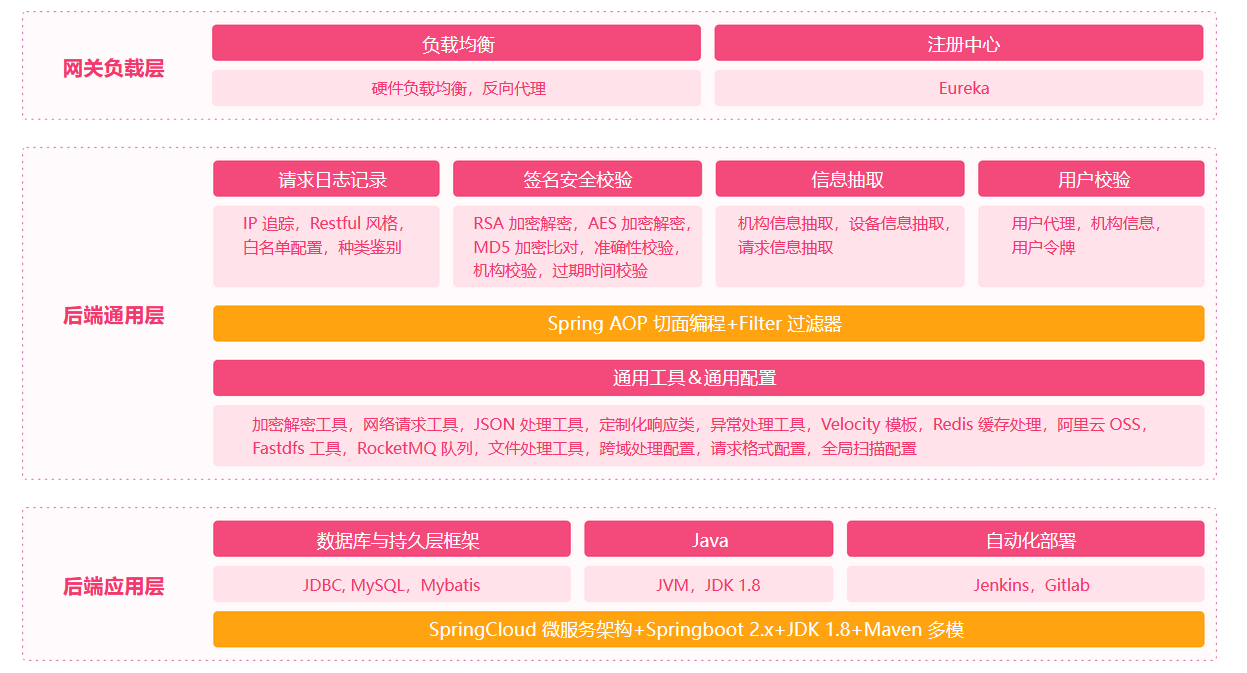 网关负载层
负载均衡
注册中心
硬件负载均衡，反向代理
Eureka
后端通用层
请求日志记录
签名安全校验
信息抽取
用户校验
IP 追踪，Restful 风格，
白名单配置，种类鉴别
RSA 加密解密，AES 加密解密，
MD5 加密比对，准确性校验，
机构校验，过期时间校验
机构信息抽取，设备信息抽取，
请求信息抽取
用户代理，机构信息，
用户令牌
Spring AOP 切面编程+Filter 过滤器
通用工具＆通用配置
加密解密工具，网络请求工具，JSON 处理工具，定制化响应类，异常处理工具，Velocity 模板，Redis 缓存处理，阿里云 OSS，
Fastdfs 工具，RocketMQ 队列，文件处理工具，跨域处理配置，请求格式配置，全局扫描配置
后端应用层
数据库与持久层框架
Java
自动化部署
JDBC, MySQL，Mybatis
JVM，JDK 1.8
Jenkins，Gitlab
SpringCloud 微服务架构+Springboot 2.x+JDK 1.8+Maven 多模